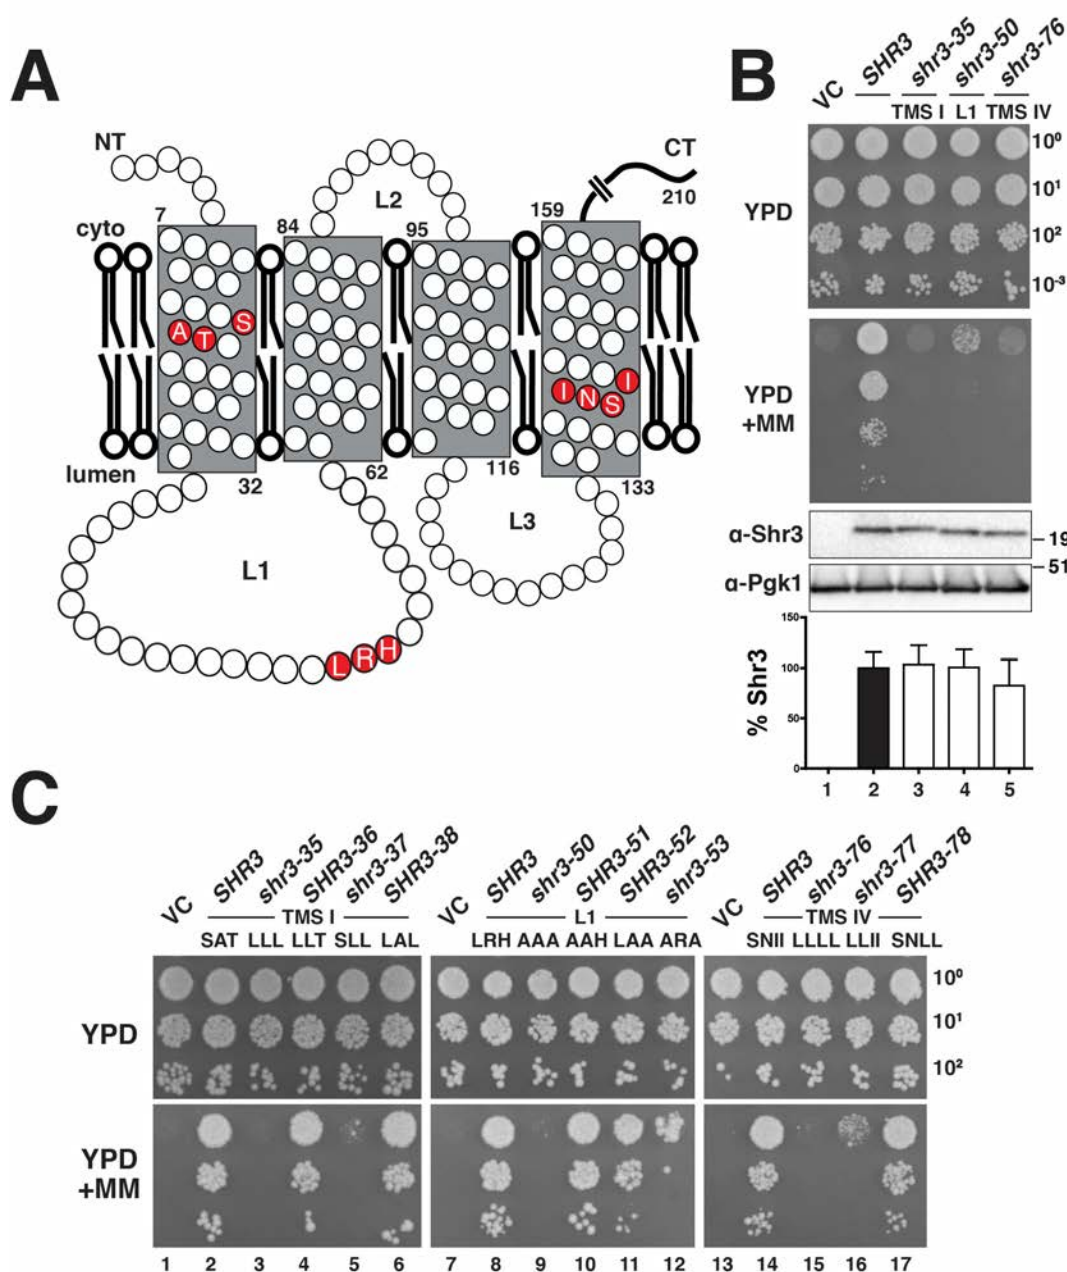 A
NT
CT
210
L2
7
84
95
159
cyto
A T S
I N S I
lumen
32
62
116
133
L1
L3
L R H
B
VC SHR3 shr3-35 shr3-50 shr3-76
TMS I L1 TMS IV
YPD
10⁰
10¹
10²
10⁻³
YPD
+MM
α-Shr3
19
51
α-Pgk1
% Shr3
150
100
50
0
1 2 3 4 5
C
VC SHR3 shr3-35 SHR3-36 shr3-37 SHR3-38 VC SHR3 shr3-50 SHR3-51 SHR3-52 shr3-53 VC SHR3 shr3-76 shr3-77 SHR3-78
TMS I L1 TMS IV
SAT LLL LLT SLL LAL LRH AAA AAH LAA ARA SNII LLLL LLII SNLL
YPD
10⁰
10¹
10²
YPD
+MM
1 2 3 4 5 6 7 8 9 10 11 12 13 14 15 16 17